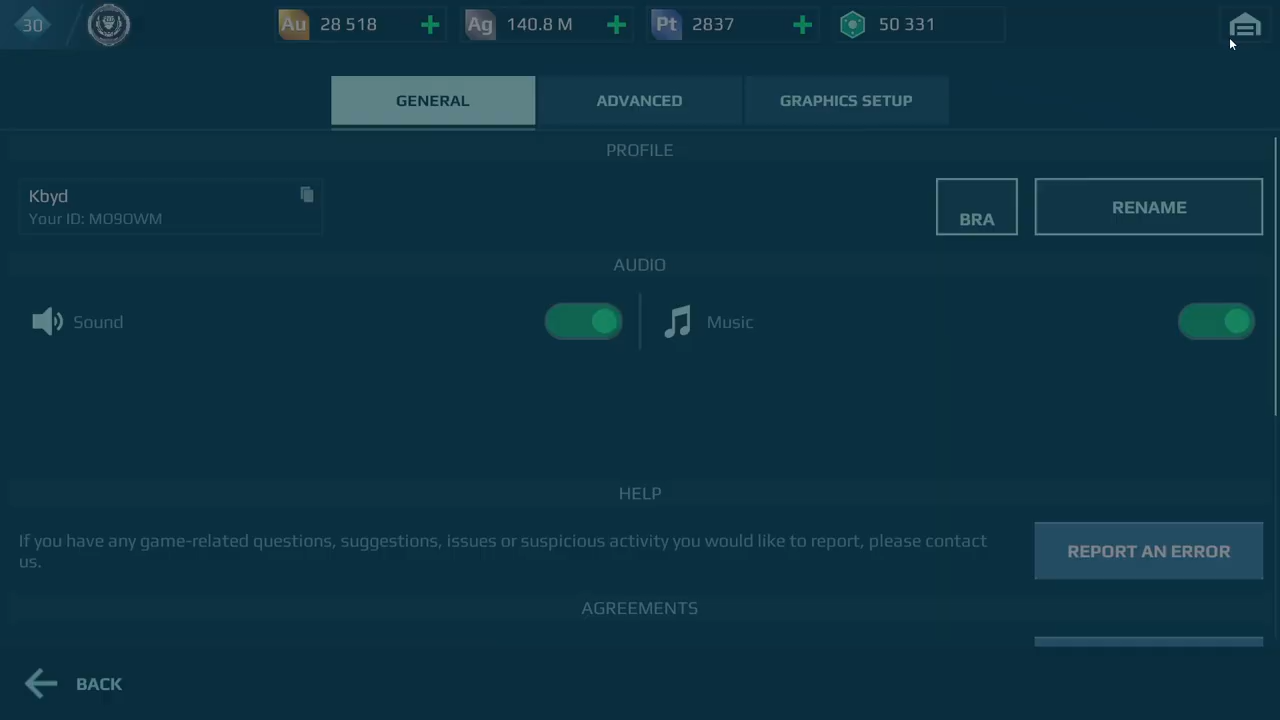 30
Au 28 518
Ag 140.8 M
Pt 2837
50 331
GENERAL
ADVANCED
GRAPHICS SETUP
PROFILE
Kbyd
Your ID: MO9OWM
BRA
RENAME
AUDIO
Sound
Music
HELP
If you have any game-related questions, suggestions, issues or suspicious activity you would like to report, please contact
us.
REPORT AN ERROR
AGREEMENTS
BACK